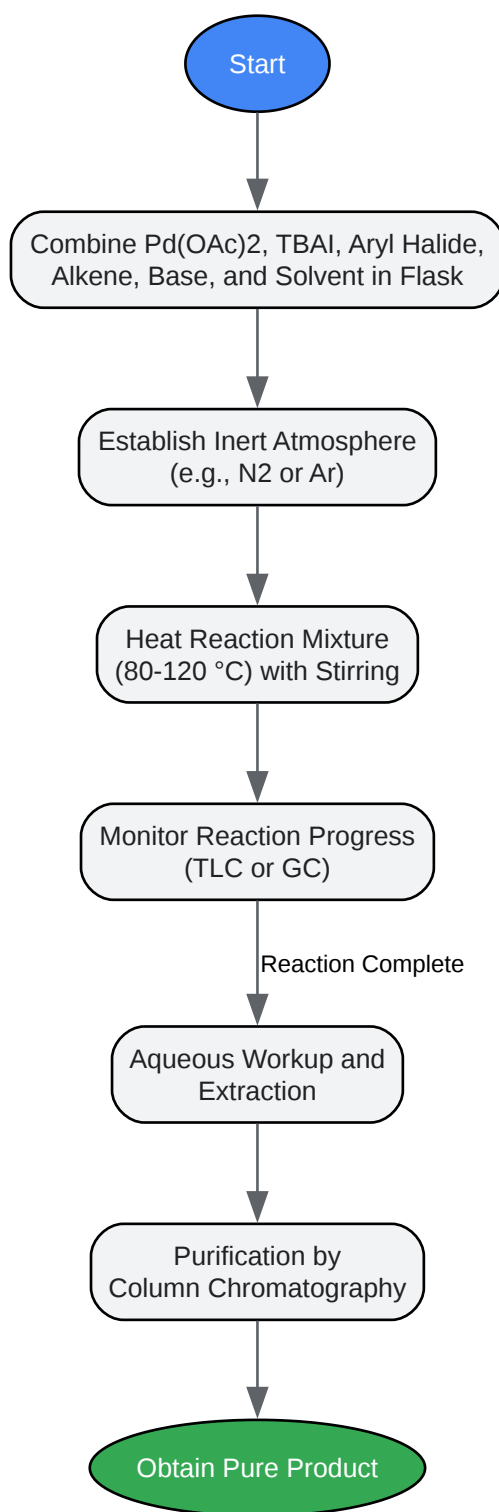 Start
Combine Pd(OAc)2, TBAI, Aryl Halide,
Alkene, Base, and Solvent in Flask
Establish Inert Atmosphere
(e.g., N2 or Ar)
Heat Reaction Mixture
(80-120 °C) with Stirring
Monitor Reaction Progress
(TLC or GC)
Reaction Complete
Aqueous Workup and
Extraction
Purification by
Column Chromatography
Obtain Pure Product